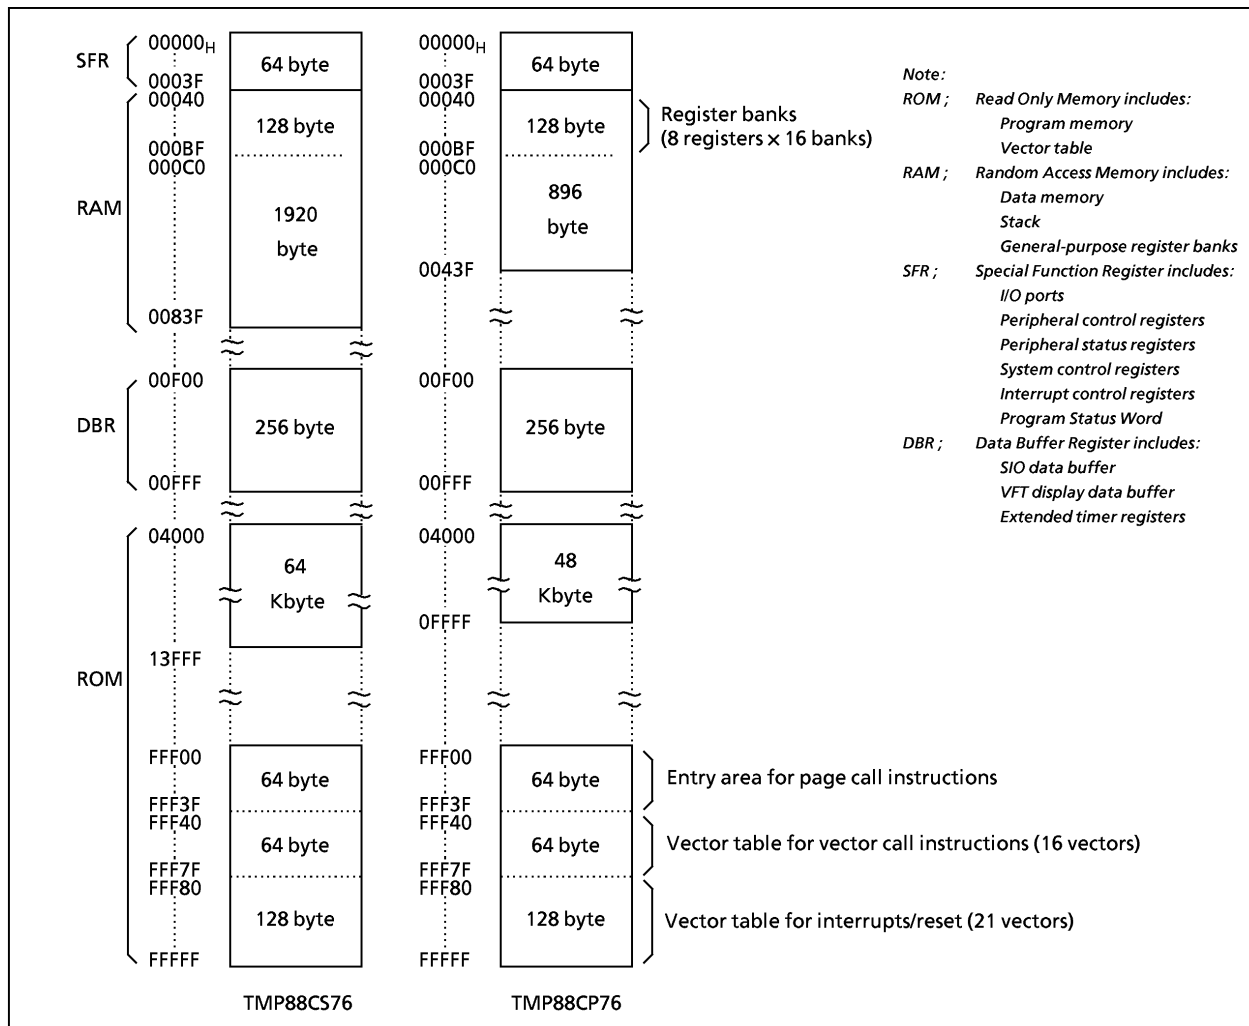 SFR
RAM
DBR
ROM
00000H
0003F
00040
000BF
000C0
0083F
00F00
00FFF
04000
13FFF
FFF00
FFF3F
FFF40
FFF7F
FFF80
FFFFF
64 byte
128 byte
1920
byte
256 byte
64
Kbyte
64 byte
64 byte
128 byte
TMP88CS76
00000H
0003F
00040
000BF
000C0
0043F
00F00
00FFF
04000
0FFFF
FFF00
FFF3F
FFF40
FFF7F
FFF80
FFFFF
64 byte
128 byte
896
byte
256 byte
48
Kbyte
64 byte
64 byte
128 byte
TMP88CP76
Register banks
(8 registers × 16 banks)
Entry area for page call instructions
Vector table for vector call instructions (16 vectors)
Vector table for interrupts/reset (21 vectors)
Note:
ROM ; Read Only Memory includes:
Program memory
Vector table
RAM ; Random Access Memory includes:
Data memory
Stack
General-purpose register banks
SFR ; Special Function Register includes:
I/O ports
Peripheral control registers
Peripheral status registers
System control registers
Interrupt control registers
Program Status Word
DBR ; Data Buffer Register includes:
SIO data buffer
VFT display data buffer
Extended timer registers